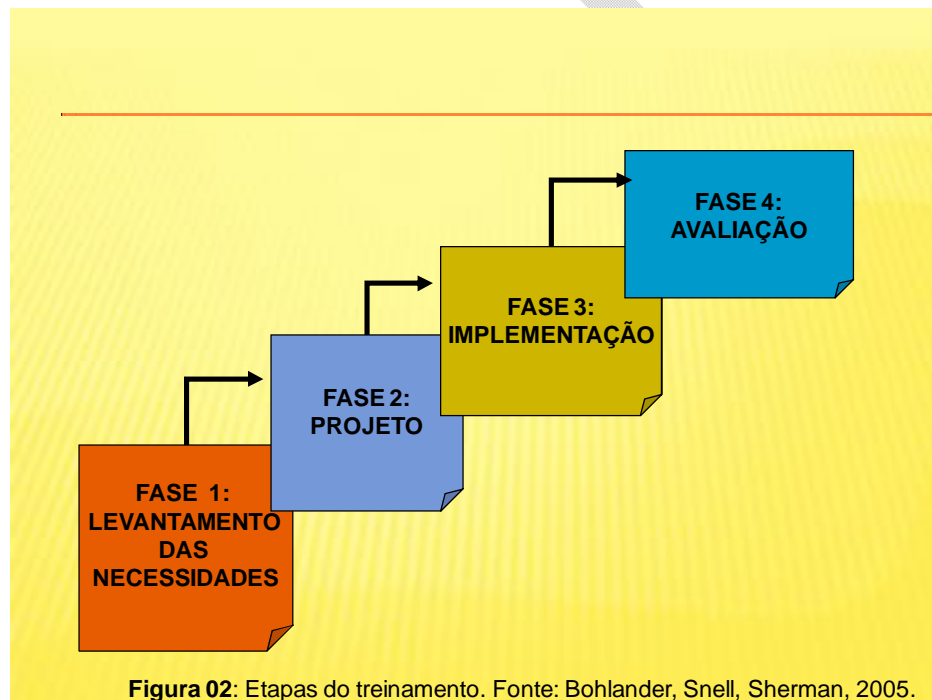 FASE 1:
LEVANTAMENTO
DAS
NECESSIDADES
FASE 2:
PROJETO
FASE 3:
IMPLEMENTAÇÃO
FASE 4:
AVALIAÇÃO
Figura 02: Etapas do treinamento. Fonte: Bohlander, Snell, Sherman, 2005.